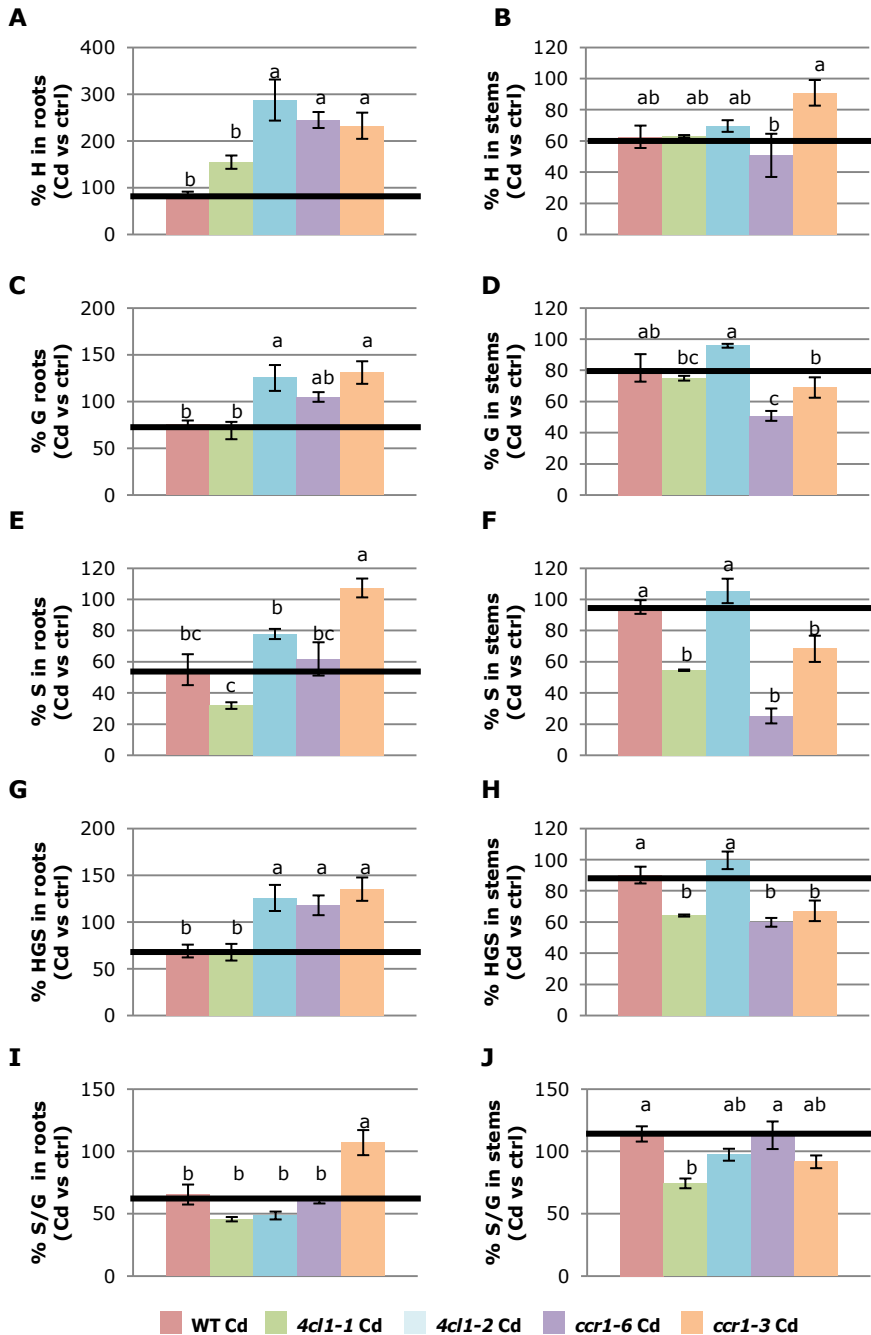 A
% H in roots
(Cd vs ctrl)
400
300
200
100
0
b
b
a
a
a
B
% H in stems
(Cd vs ctrl)
120
100
80
60
40
20
0
ab
ab
ab
b
a
C
% G roots
(Cd vs ctrl)
200
150
100
50
0
b
b
a
ab
a
D
% G in stems
(Cd vs ctrl)
120
100
80
60
40
20
0
ab
bc
a
c
b
E
% S in roots
(Cd vs ctrl)
120
100
80
60
40
20
0
bc
c
b
bc
a
F
% S in stems
(Cd vs ctrl)
120
100
80
60
40
20
0
a
b
a
b
b
G
% HGS in roots
(Cd vs ctrl)
200
150
100
50
0
b
b
a
a
a
H
% HGS in stems
(Cd vs ctrl)
120
100
80
60
40
20
0
a
b
a
b
b
I
% S/G in roots
(Cd vs ctrl)
150
100
50
0
b
b
b
b
a
J
% S/G in stems
(Cd vs ctrl)
150
100
50
0
a
b
ab
a
ab
WT Cd
4cl1-1 Cd
4cl1-2 Cd
ccr1-6 Cd
ccr1-3 Cd